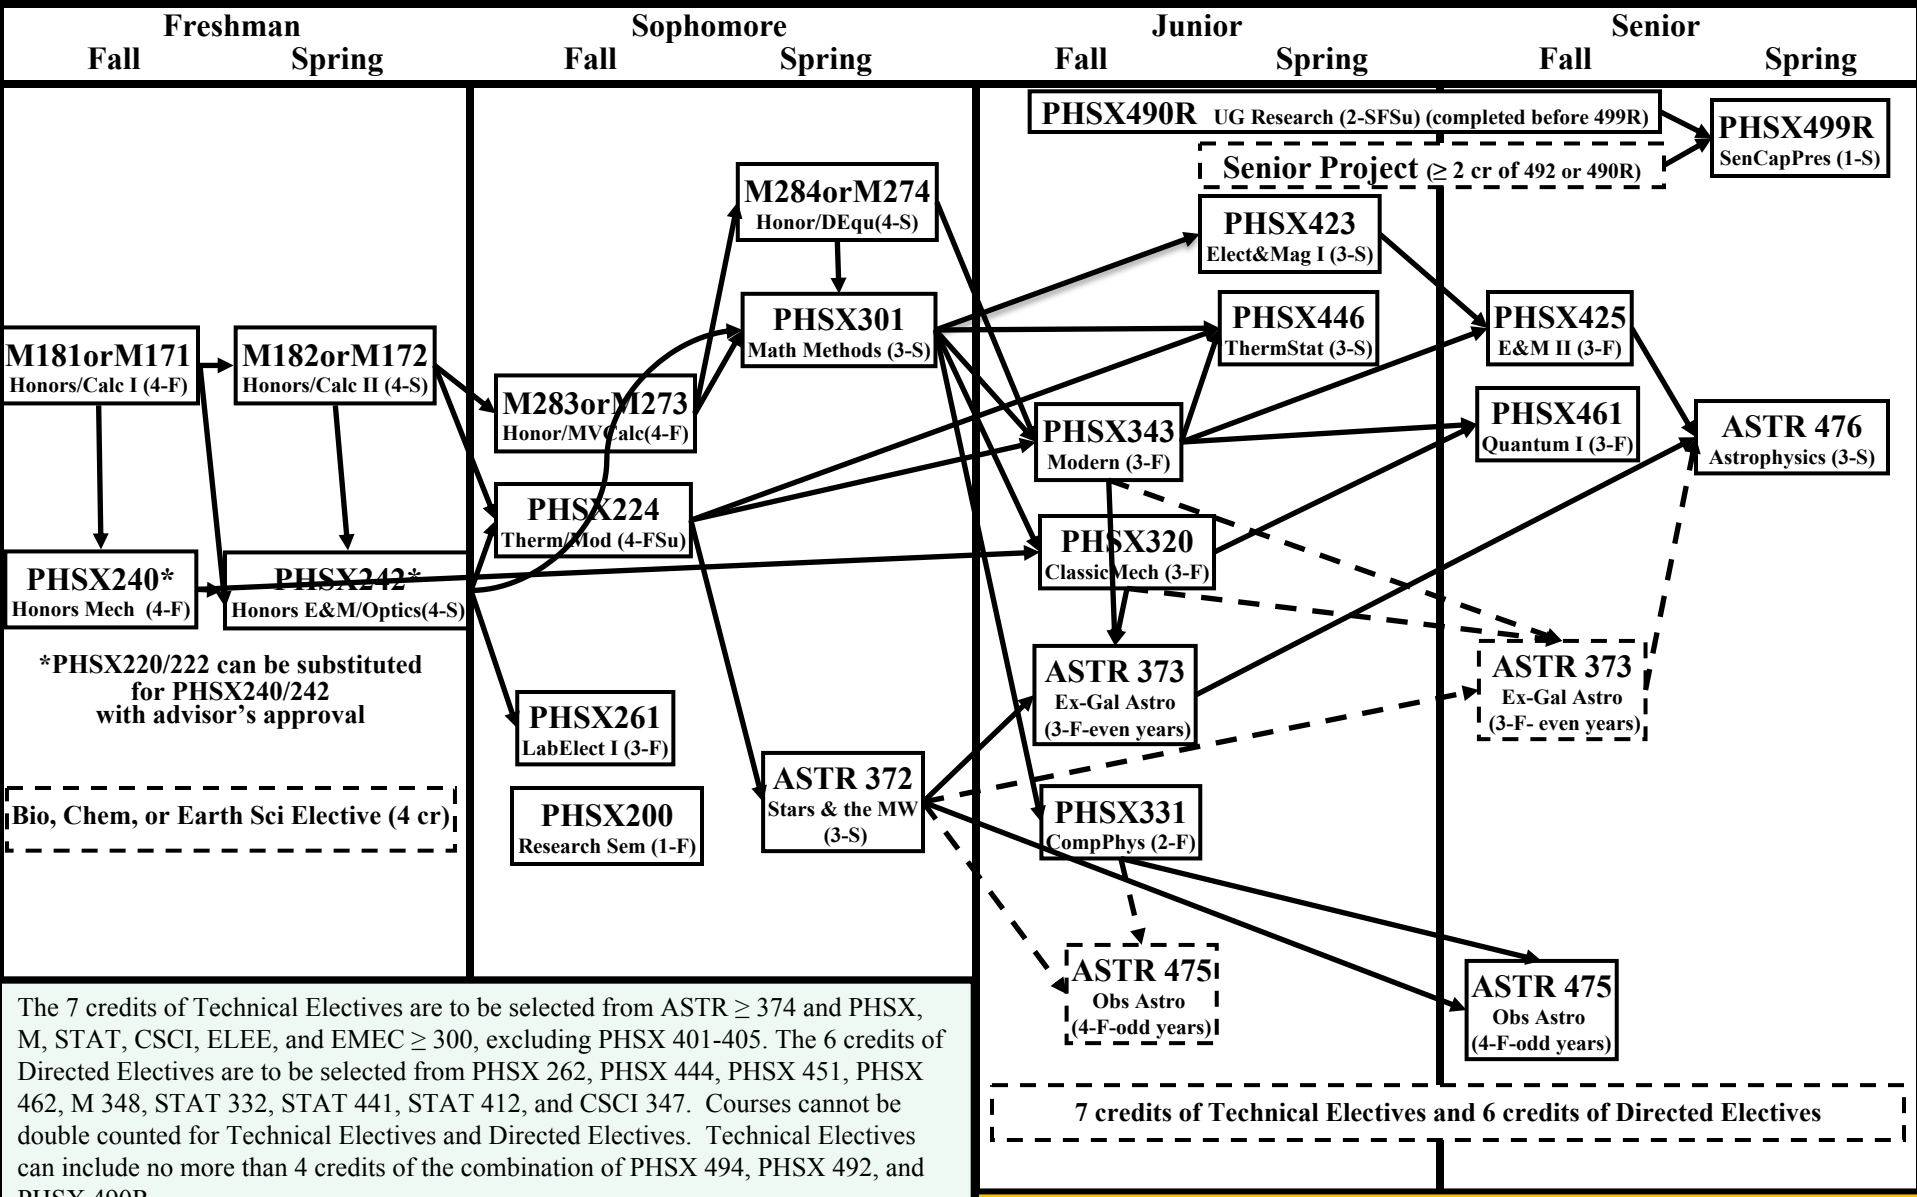 Freshman
Sophomore
Junior
Senior
Fall
Spring
Fall
Spring
Fall
Spring
Fall
Spring
PHSX490R UG Research (2-SFSu) (completed before 499R)
PHSX499R
SenCapPres (1-S)
Senior Project (≥ 2 cr of 492 or 490R)
M284orM274
Honor/DEqu(4-S)
PHSX423
Elect&Mag I (3-S)
PHSX301
Math Methods (3-S)
PHSX446
ThermStat (3-S)
PHSX425
E&M II (3-F)
M181orM171
Honors/Calc I (4-F)
M182orM172
Honors/Calc II (4-S)
M283orM273
Honor/MVCalc(4-F)
PHSX343
Modern (3-F)
PHSX461
Quantum I (3-F)
ASTR 476
Astrophysics (3-S)
PHSX224
Therm/Mod (4-FSu)
PHSX320
ClassicMech (3-F)
PHSX240*
Honors Mech (4-F)
PHSX242*
Honors E&M/Optics(4-S)
*PHSX220/222 can be substituted
for PHSX240/242
with advisor's approval
PHSX261
LabElect I (3-F)
ASTR 373
Ex-Gal Astro
(3-F-even years)
ASTR 373
Ex-Gal Astro
(3-F- even years)
Bio, Chem, or Earth Sci Elective (4 cr)
PHSX200
Research Sem (1-F)
ASTR 372
Stars & the MW
(3-S)
PHSX331
CompPhys (2-F)
ASTR 475
Obs Astro
(4-F-odd years)
ASTR 475
Obs Astro
(4-F-odd years)
The 7 credits of Technical Electives are to be selected from ASTR ≥ 374 and PHSX,
M, STAT, CSCI, ELEE, and EMEC ≥ 300, excluding PHSX 401-405. The 6 credits of
Directed Electives are to be selected from PHSX 262, PHSX 444, PHSX 451, PHSX
462, M 348, STAT 332, STAT 441, STAT 412, and CSCI 347. Courses cannot be
double counted for Technical Electives and Directed Electives. Technical Electives
can include no more than 4 credits of the combination of PHSX 494, PHSX 492, and
PHSX 490R
7 credits of Technical Electives and 6 credits of Directed Electives